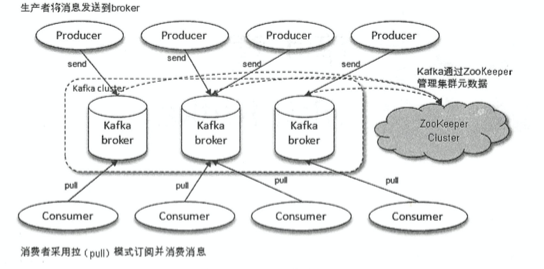 生产者将消息发送到broker
Producer
Producer
Producer
Producer
send
send
send
send
Kafka通过ZooKeeper
管理集群元数据
Kafka cluster
Kafka
broker
Kafka
broker
Kafka
broker
ZooKeeper
Cluster
pull
pull
pull
pull
Consumer
Consumer
Consumer
Consumer
消费者采用拉（pull）模式订阅并消费消息